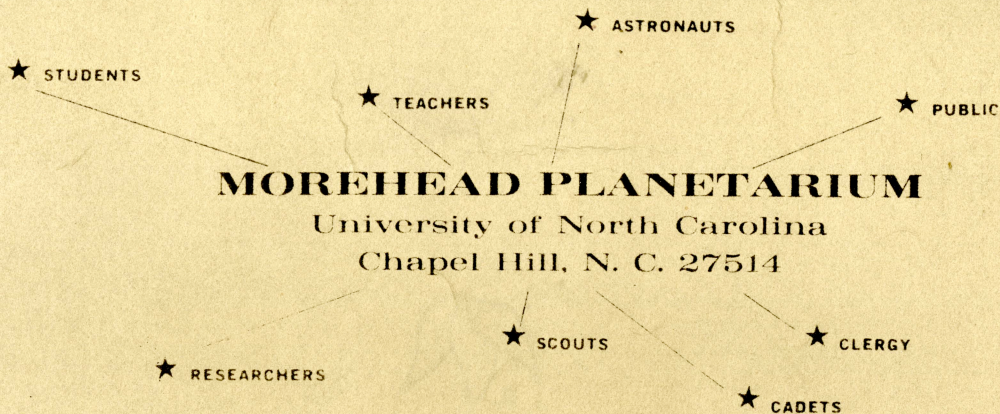 ★ ASTRONAUTS
★ STUDENTS
★ TEACHERS
★ PUBLIC
MOREHEAD PLANETARIUM
University of North Carolina
Chapel Hill, N. C. 27514
★ SCOUTS
★ CLERGY
★ RESEARCHERS
★ CADETS